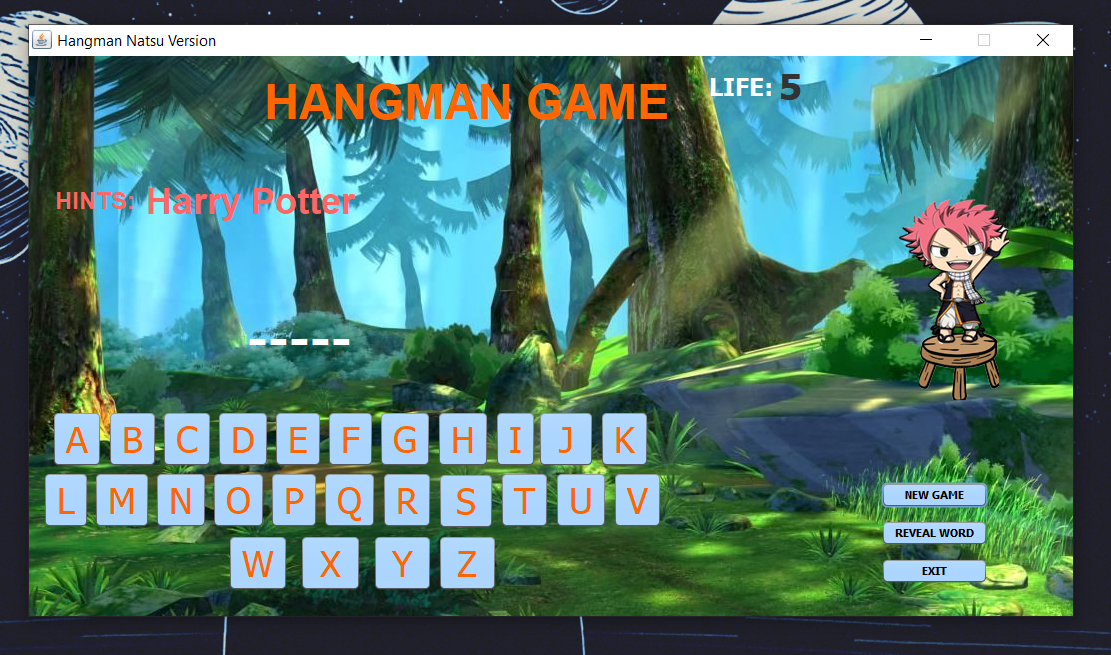 Hangman Natsu Version
HANGMAN GAME
LIFE: 5
HINTS: Harry Potter
-----
A B C D E F G H I J K
L M N O P Q R S T U V
W X Y Z
NEW GAME
REVEAL WORD
EXIT